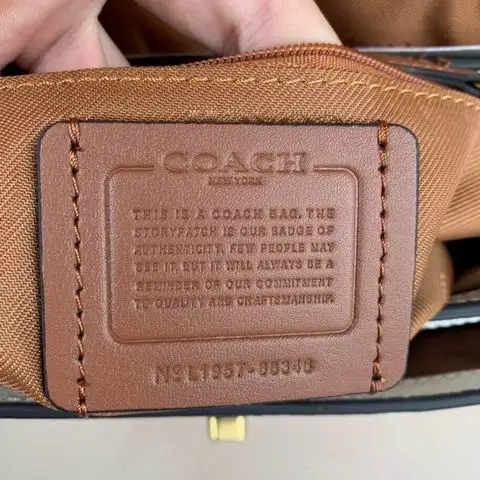 COACH
NEW YORK
THIS IS A COACH BAG. THE
STORYPATCH IS OUR BADGE OF
AUTHENTICITY. FEW PEOPLE MAY
SEE IT, BUT IT WILL ALWAYS BE A
REMINDER OF OUR COMMITMENT
TO QUALITY AND CRAFTSMANSHIP.
No L1957-88346